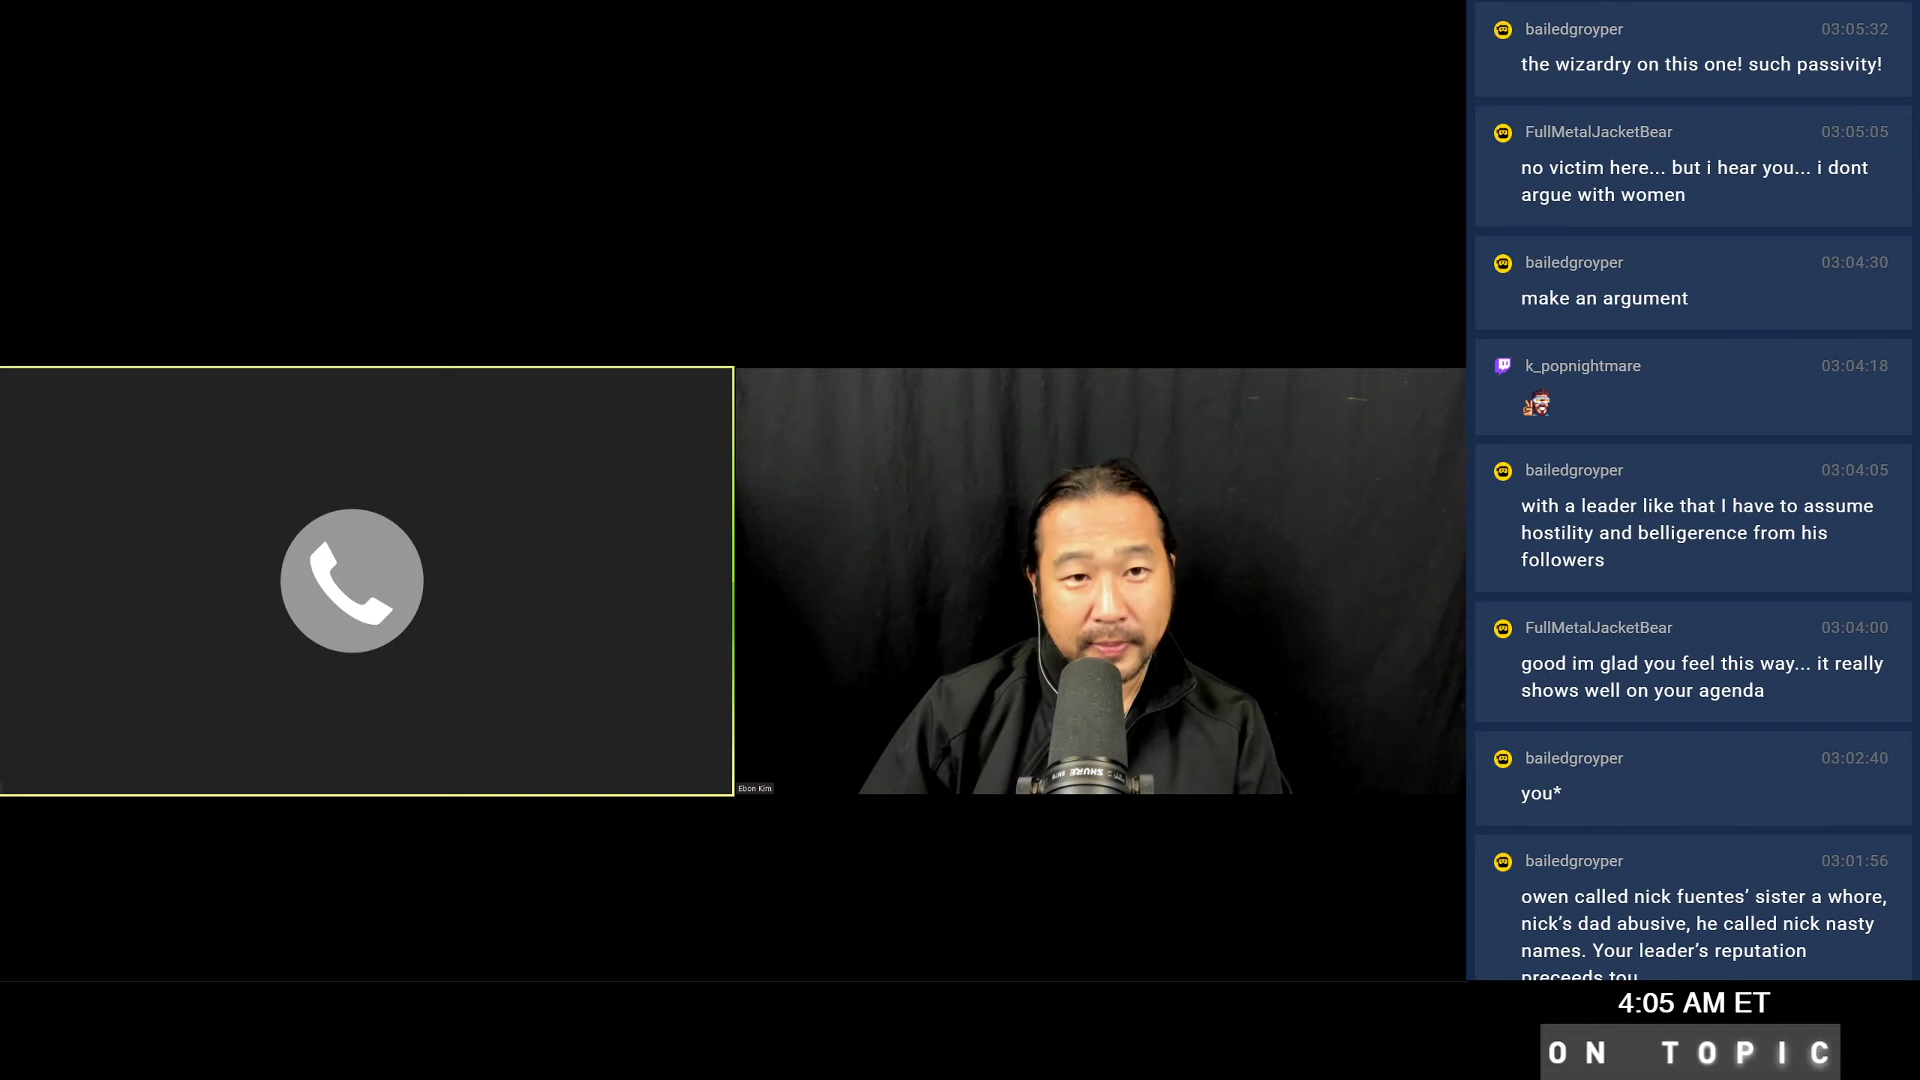 Ebon Kim
SHURE
SM7B
bailedgroyper 03:05:32
the wizardry on this one! such passivity!
FullMetalJacketBear 03:05:05
no victim here... but i hear you... i dont
argue with women
bailedgroyper 03:04:30
make an argument
k_popnightmare 03:04:18
bailedgroyper 03:04:05
with a leader like that I have to assume
hostility and belligerence from his
followers
FullMetalJacketBear 03:04:00
good im glad you feel this way... it really
shows well on your agenda
bailedgroyper 03:02:40
you*
bailedgroyper 03:01:56
owen called nick fuentes’ sister a whore,
nick’s dad abusive, he called nick nasty
names. Your leader’s reputation
preceeds tou
4:05 AM ET
ON TOPIC